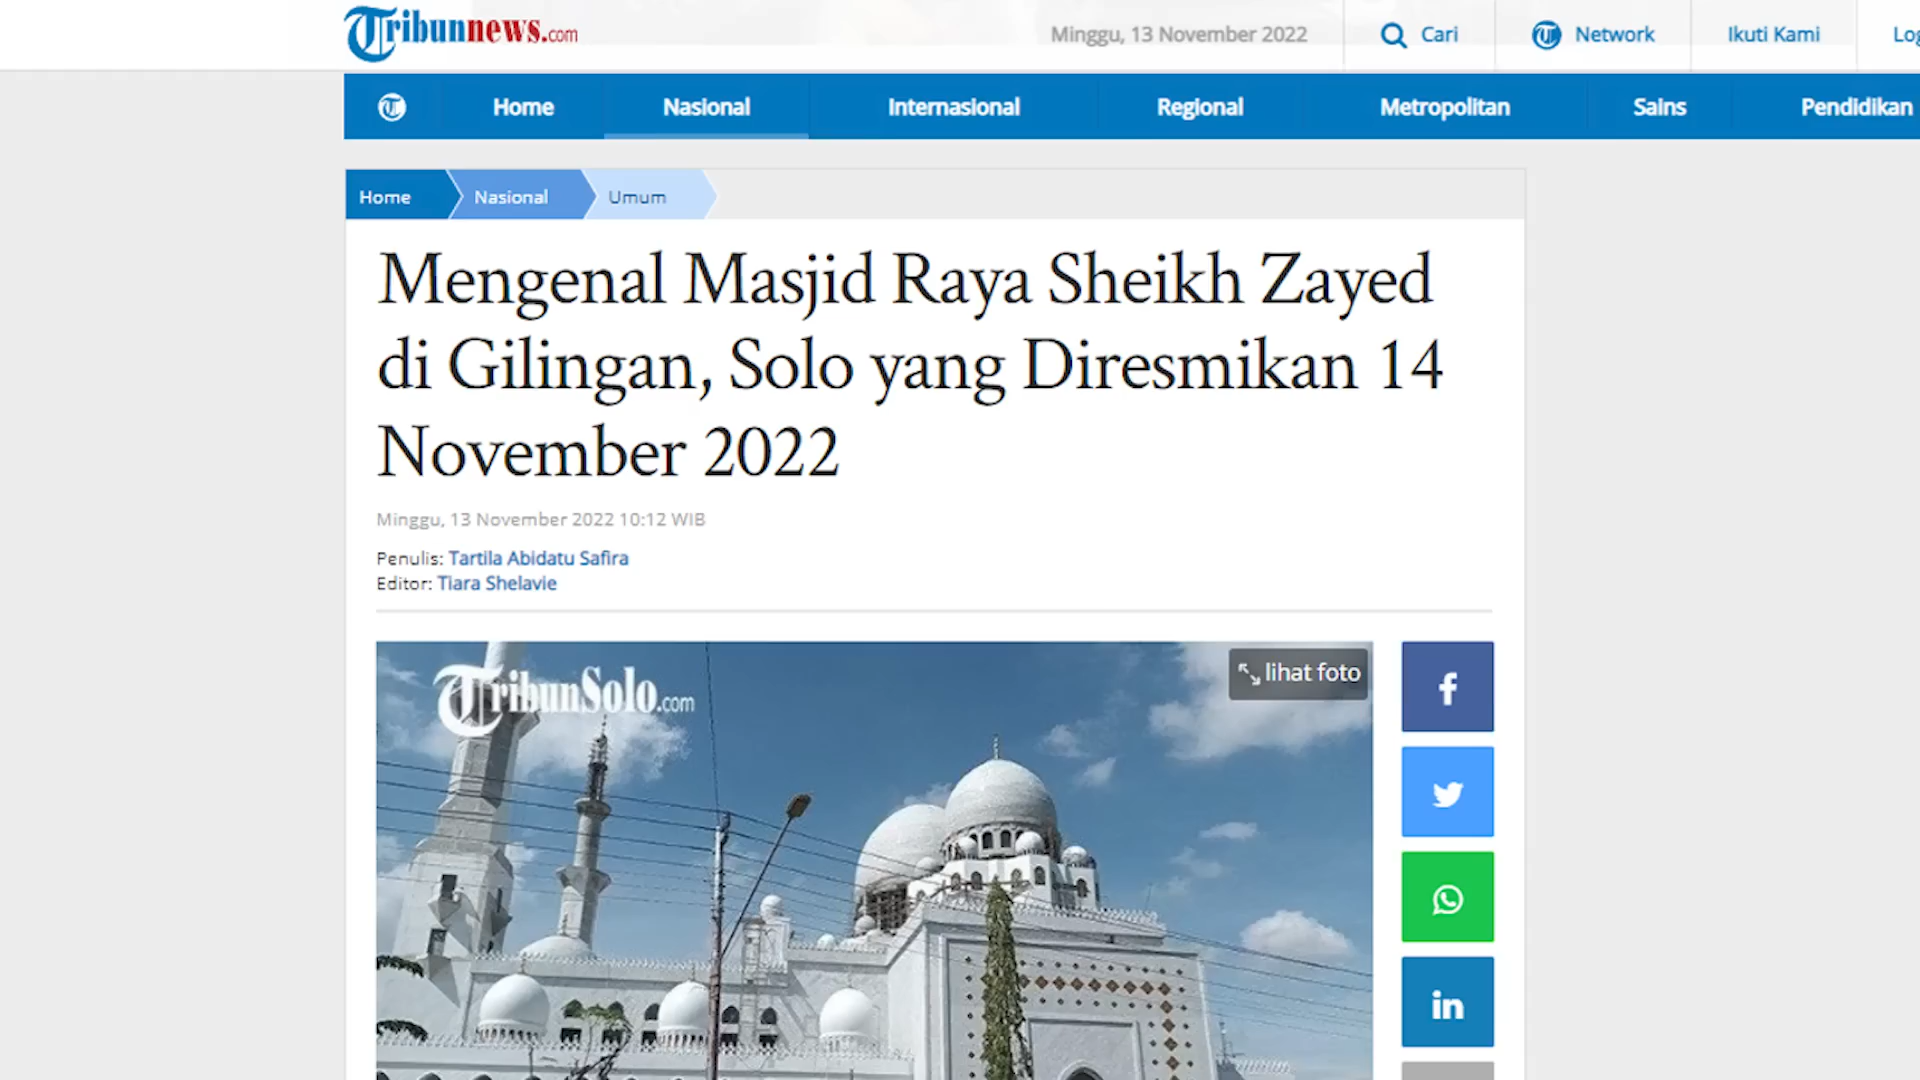 Tribunnews.com
Minggu, 13 November 2022
Cari
Network
Ikuti Kami
Home
Nasional
Internasional
Regional
Metropolitan
Sains
Pendidikan
Home
Nasional
Umum
Mengenal Masjid Raya Sheikh Zayed
di Gilingan, Solo yang Diresmikan 14
November 2022
Minggu, 13 November 2022 10:12 WIB
Penulis: Tartila Abidatu Safira
Editor: Tiara Shelavie
TribunSolo.com
lihat foto